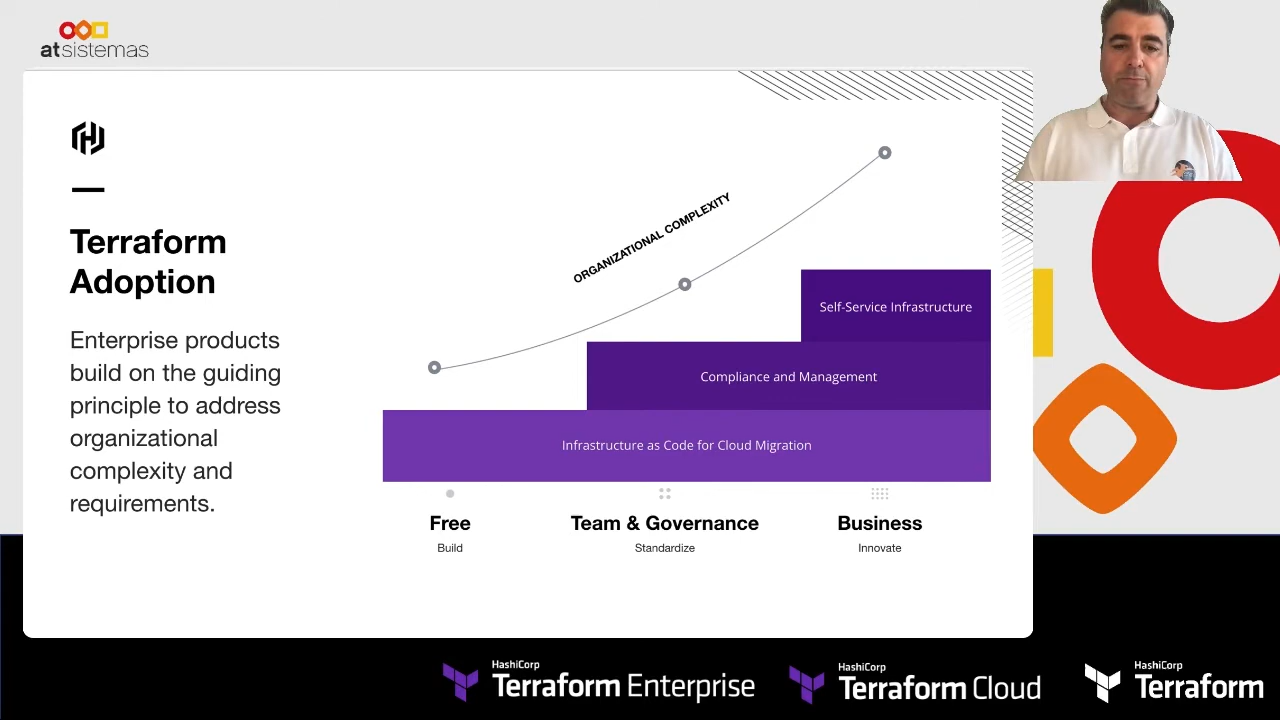 atsistemas
Terraform
Adoption
Enterprise products
build on the guiding
principle to address
organizational
complexity and
requirements.
ORGANIZATIONAL COMPLEXITY
Self-Service Infrastructure
Compliance and Management
Infrastructure as Code for Cloud Migration
Free
Build
Team & Governance
Standardize
Business
Innovate
HashiCorp
Terraform Enterprise
HashiCorp
Terraform Cloud
HashiCorp
Terraform